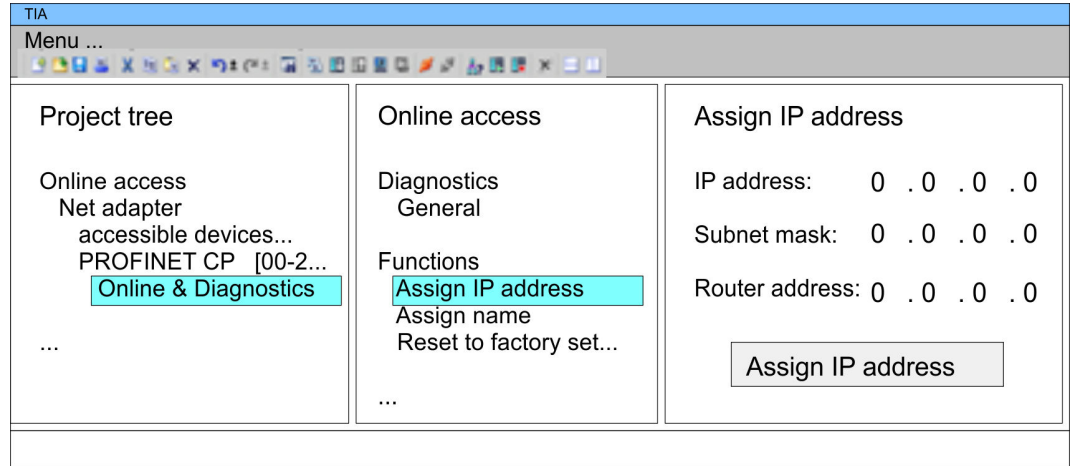 TIA
Menu ...
Project tree
Online access
Net adapter
accessible devices...
PROFINET CP [00-2...
Online & Diagnostics
...
Online access
Diagnostics
General
Functions
Assign IP address
Assign name
Reset to factory set...
...
Assign IP address
IP address: 0 . 0 . 0 . 0
Subnet mask: 0 . 0 . 0 . 0
Router address: 0 . 0 . 0 . 0
Assign IP address